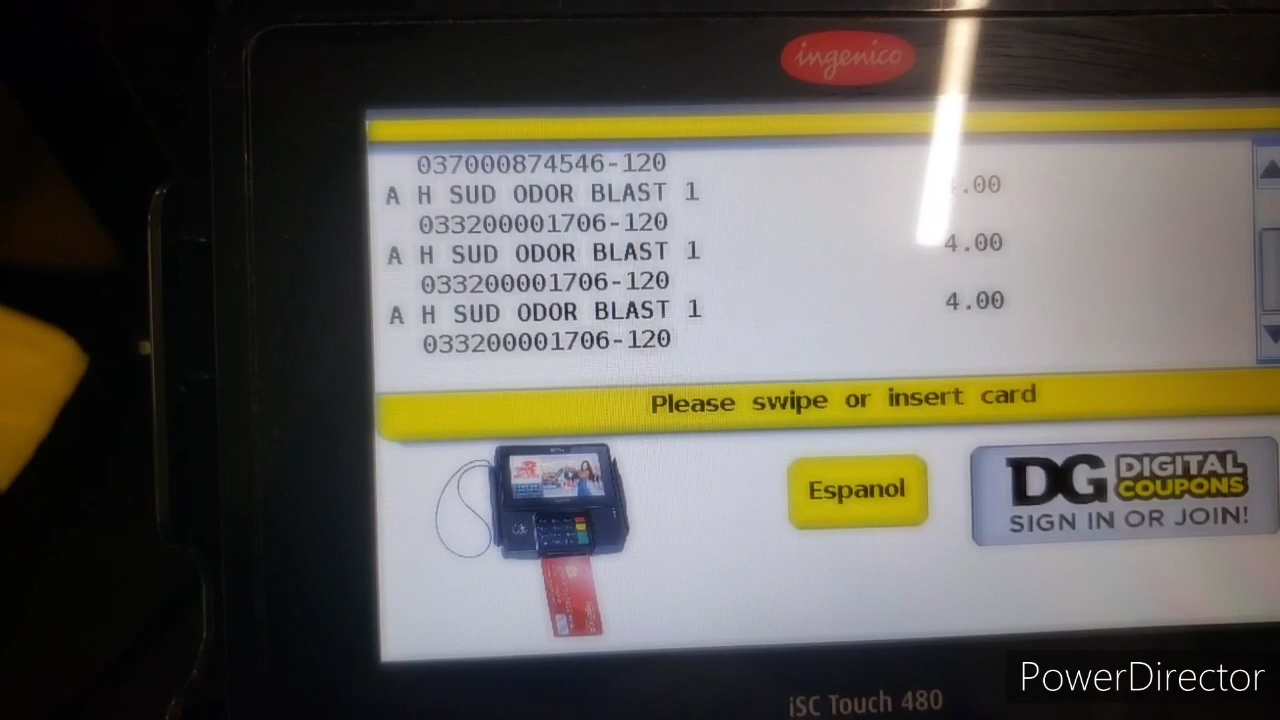 ingenico
037000874546-120
A H SUD ODOR BLAST 1 .00
033200001706-120
A H SUD ODOR BLAST 1 4.00
033200001706-120
A H SUD ODOR BLAST 1 4.00
033200001706-120
Please swipe or insert card
Espanol
DG DIGITAL COUPONS
SIGN IN OR JOIN!
iSC Touch 480
PowerDirector